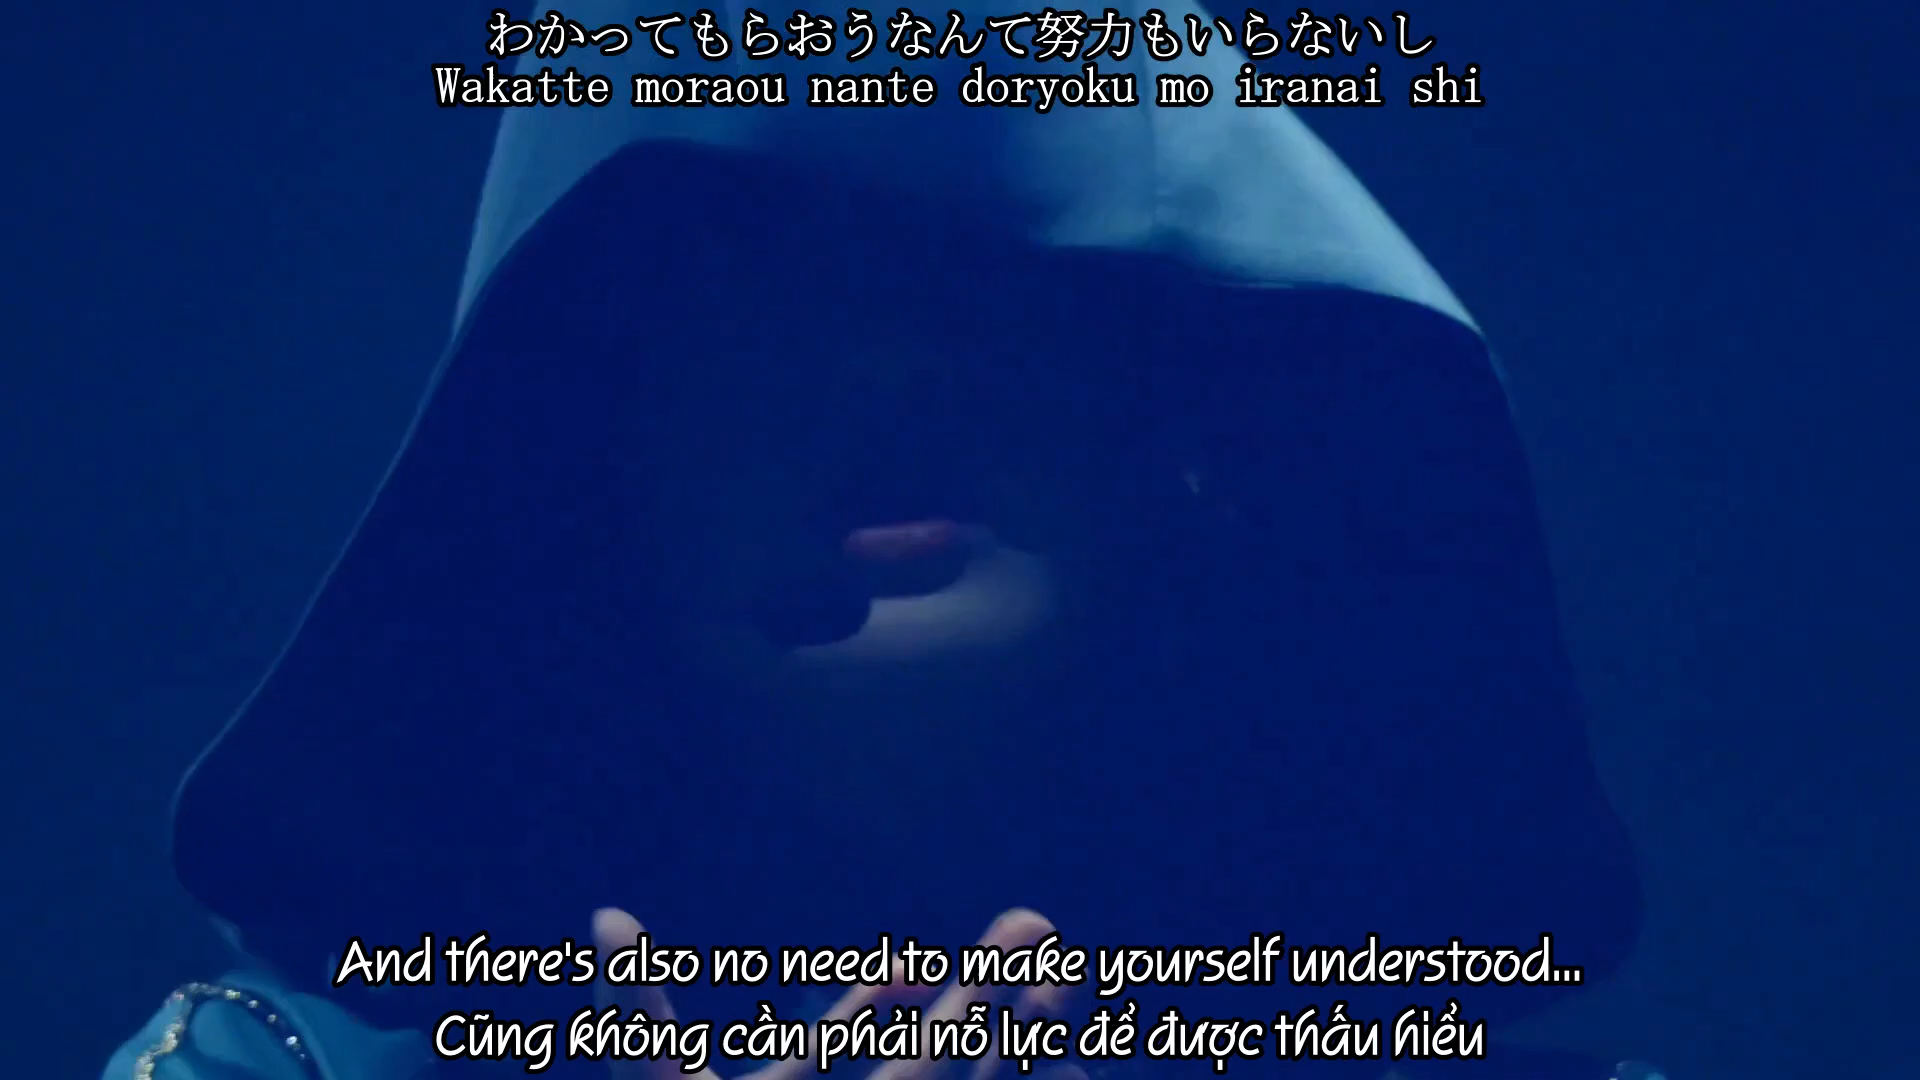 わかってもらおうなんて努力もいらないし
Wakatte moraou nante doryoku mo iranai shi
And there's also no need to make yourself understood...
Cũng không cần phải nỗ lực để được thấu hiểu